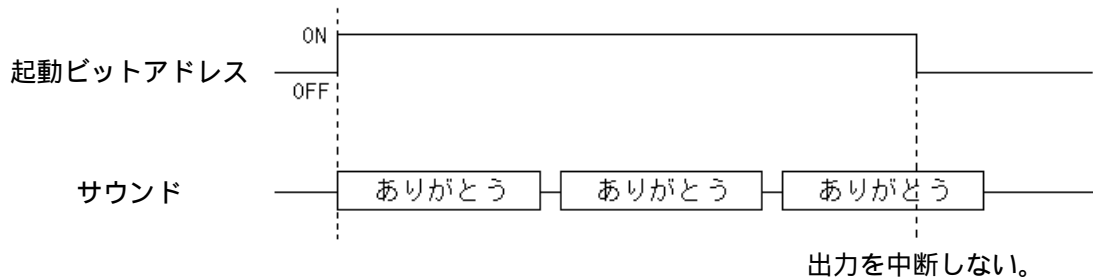 ON
起動ビットアドレス
OFF
サウンド
ありがとう
ありがとう
ありがとう
出力を中断しない。